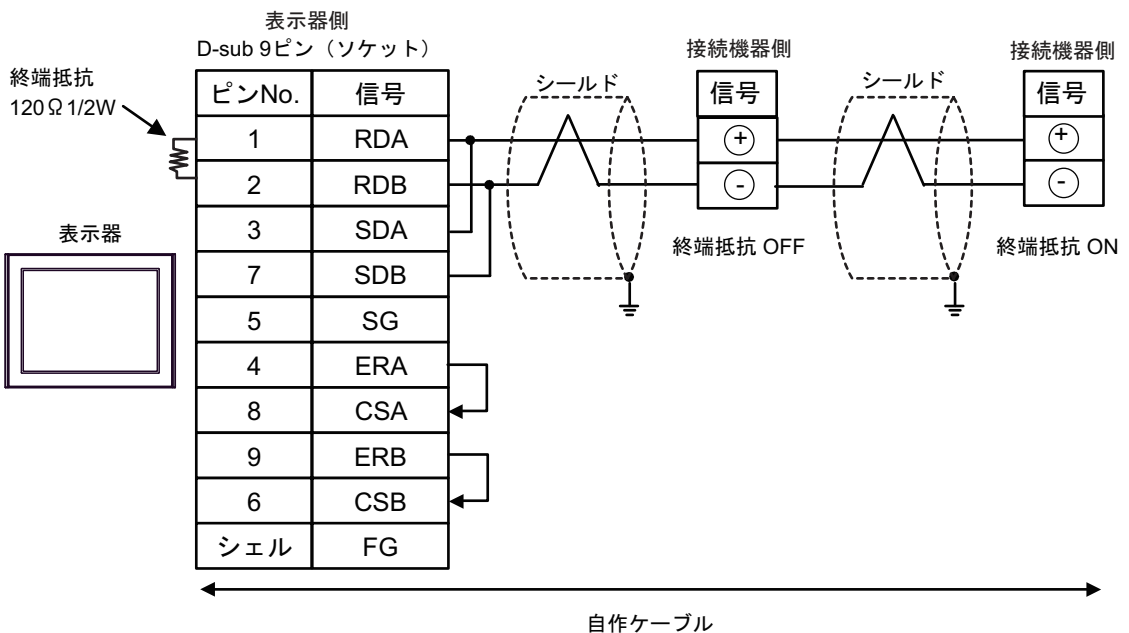 表示器側
D-sub 9ピン（ソケット）
接続機器側
接続機器側
終端抵抗
120Ω1/2W
シールド
シールド
ピンNo. 信号
信号
信号
1 RDA
+
+
2 RDB
-
-
3 SDA
表示器
終端抵抗 OFF
終端抵抗 ON
7 SDB
5 SG
4 ERA
8 CSA
9 ERB
6 CSB
シェル FG
自作ケーブル